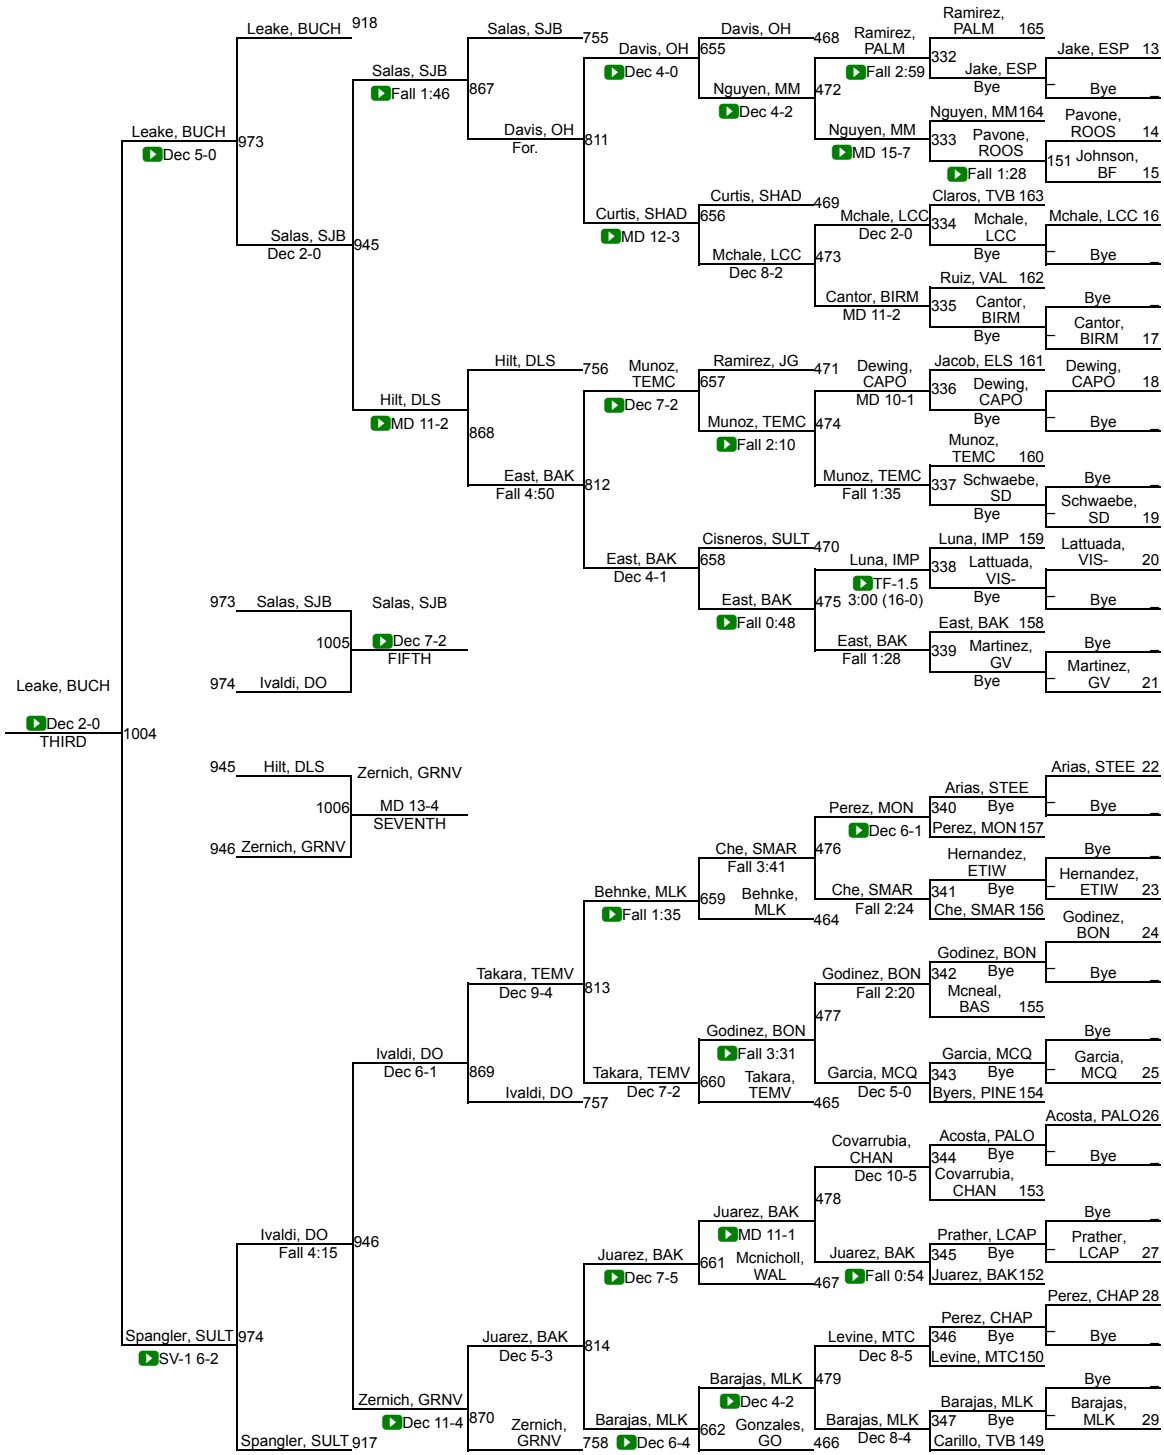 Leake, BUCH 918
Salas, SJB 755
Davis, OH 468
Ramirez, PALM 165
Jake, ESP 13
Davis, OH 655
Ramirez, PALM
332
Salas, SJB
Dec 4-0
Fall 2:59
Jake, ESP
Bye
Bye _
_
Fall 1:46
867
Nguyen, MM 472
Dec 4-2
Nguyen, MM 164
Pavone, ROOS 14
Leake, BUCH
Davis, OH
For.
811
Nguyen, MM
333
Pavone, ROOS
Dec 5-0
973
MD 15-7
151
Johnson, BF 15
Fall 1:28
Curtis, SHAD 469
Claros, TVB 163
Curtis, SHAD
656
Mchale, LCC
334
Mchale, LCC
Mchale, LCC 16
Salas, SJB
945
MD 12-3
Dec 2-0
Dec 2-0
Mchale, LCC
473
Bye
_
Bye _
Dec 8-2
Ruiz, VAL 162
Cantor, BIRM
335
Cantor, BIRM
Bye _
MD 11-2
Bye
_
Cantor, BIRM 17
Hilt, DLS 756
Munoz, TEMC
Ramirez, JG 471
Dewing, CAPO
Jacob, ELS 161
Dewing, CAPO 18
657
336
Dewing, CAPO
Hilt, DLS
Dec 7-2
MD 10-1
MD 11-2
Munoz, TEMC 474
Bye
_
Bye _
868
Fall 2:10
Munoz, TEMC 160
East, BAK
812
Munoz, TEMC
337
Schwaebe, SD
Bye _
Fall 4:50
Fall 1:35
Bye
_
Schwaebe, SD 19
Cisneros, SULT 470
Luna, IMP 159
Lattuada, VIS- 20
East, BAK
658
Luna, IMP
338
Lattuada, VIS-
Dec 4-1
TF-1.5
3:00 (16-0)
973
Salas, SJB
Salas, SJB
East, BAK
475
Bye
_
Bye _
Fall 0:48
East, BAK 158
1005
Dec 7-2
East, BAK
339
Martinez, GV
Bye _
FIFTH
Fall 1:28
974
Ivaldi, DO
Bye
_
Martinez, GV 21
Leake, BUCH
Dec 2-0
THIRD
1004
945
Hilt, DLS
Zernich, GRNV
Arias, STEE 22
Arias, STEE
1006
MD 13-4
Perez, MON
340
Bye
_
Bye _
SEVENTH
Dec 6-1
Perez, MON 157
946
Zernich, GRNV
Che, SMAR
476
Hernandez, ETIW
Bye _
Fall 3:41
Behnke, MLK
659
Behnke, MLK
Che, SMAR
341
Bye
_
Hernandez, ETIW 23
Fall 1:35
464
Fall 2:24
Che, SMAR 156
Godinez, BON 24
Takara, TEMV
813
Godinez, BON
Godinez, BON
Dec 9-4
Fall 2:20
342
Bye
_
Bye _
Mcneal, BAS 155
477
Godinez, BON
Bye _
Ivaldi, DO
Fall 3:31
Garcia, MCQ
Dec 6-1
869
Takara, TEMV
660
Takara, TEMV
Garcia, MCQ
343
Bye
_
Garcia, MCQ 25
Ivaldi, DO 757
Dec 7-2
465
Dec 5-0
Byers, PINE 154
Acosta, PALO 26
Covarrubia, CHAN
Acosta, PALO
344
Bye
_
Bye _
Dec 10-5
Covarrubia, CHAN 153
478
Juarez, BAK
Bye _
Ivaldi, DO
946
MD 11-1
Prather, LCAP
Fall 4:15
Juarez, BAK
661
Mcnicholl, WAL
Juarez, BAK
345
Bye
_
Prather, LCAP 27
Dec 7-5
467
Fall 0:54
Juarez, BAK 152
Perez, CHAP 28
Spangler, SULT
974
Juarez, BAK
814
Levine, MTC
Perez, CHAP
SV-1 6-2
Dec 5-3
Dec 8-5
346
Bye
_
Bye _
Levine, MTC 150
Barajas, MLK
479
Bye _
Zernich, GRNV
Dec 4-2
Barajas, MLK
Dec 11-4
870
Zernich, GRNV
Barajas, MLK
662
Gonzales, GO
Barajas, MLK
347
Bye
_
Barajas, MLK 29
Spangler, SULT 917
758
Dec 6-4
466
Dec 8-4
Carillo, TVB 149